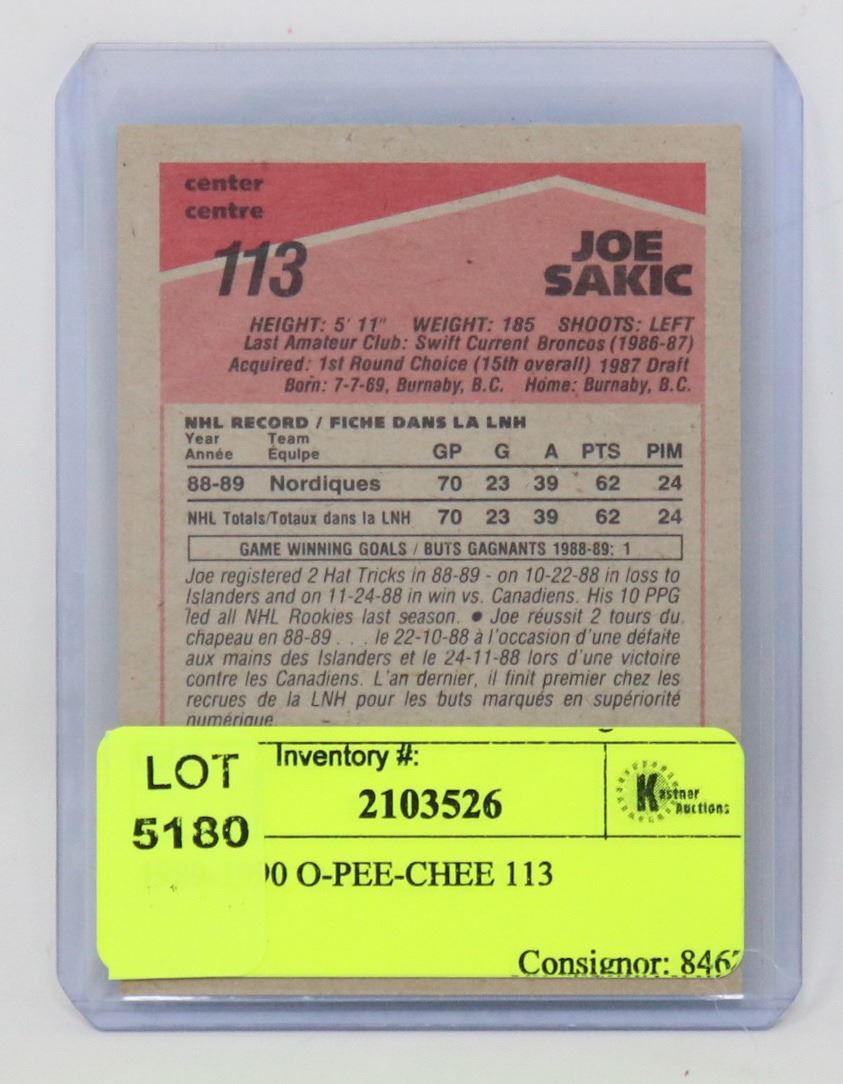 center
centre
113
JOE
SAKIC
HEIGHT: 5' 11" WEIGHT: 185 SHOOTS: LEFT
Last Amateur Club: Swift Current Broncos (1986-87)
Acquired: 1st Round Choice (15th overall) 1987 Draft
Born: 7-7-69, Burnaby, B.C. Home: Burnaby, B.C.
NHL RECORD / FICHE DANS LA LNH
Year Team
Année Équipe GP G A PTS PIM
88-89 Nordiques 70 23 39 62 24
NHL Totals/Totaux dans la LNH 70 23 39 62 24
GAME WINNING GOALS / BUTS GAGNANTS 1988-89: 1
Joe registered 2 Hat Tricks in 88-89 - on 10-22-88 in loss to
Islanders and on 11-24-88 in win vs. Canadiens. His 10 PPG
led all NHL Rookies last season. ● Joe réussit 2 tours du
chapeau en 88-89 . . . le 22-10-88 à l'occasion d'une défaite
aux mains des Islanders et le 24-11-88 lors d'une victoire
contre les Canadiens. L'an dernier, il finit premier chez les
recrues de la LNH pour les buts marqués en supériorité
numérique
LOT
5180
Inventory #:
2103526
Kastner
Auctions
90 O-PEE-CHEE 113
Consignor: 846